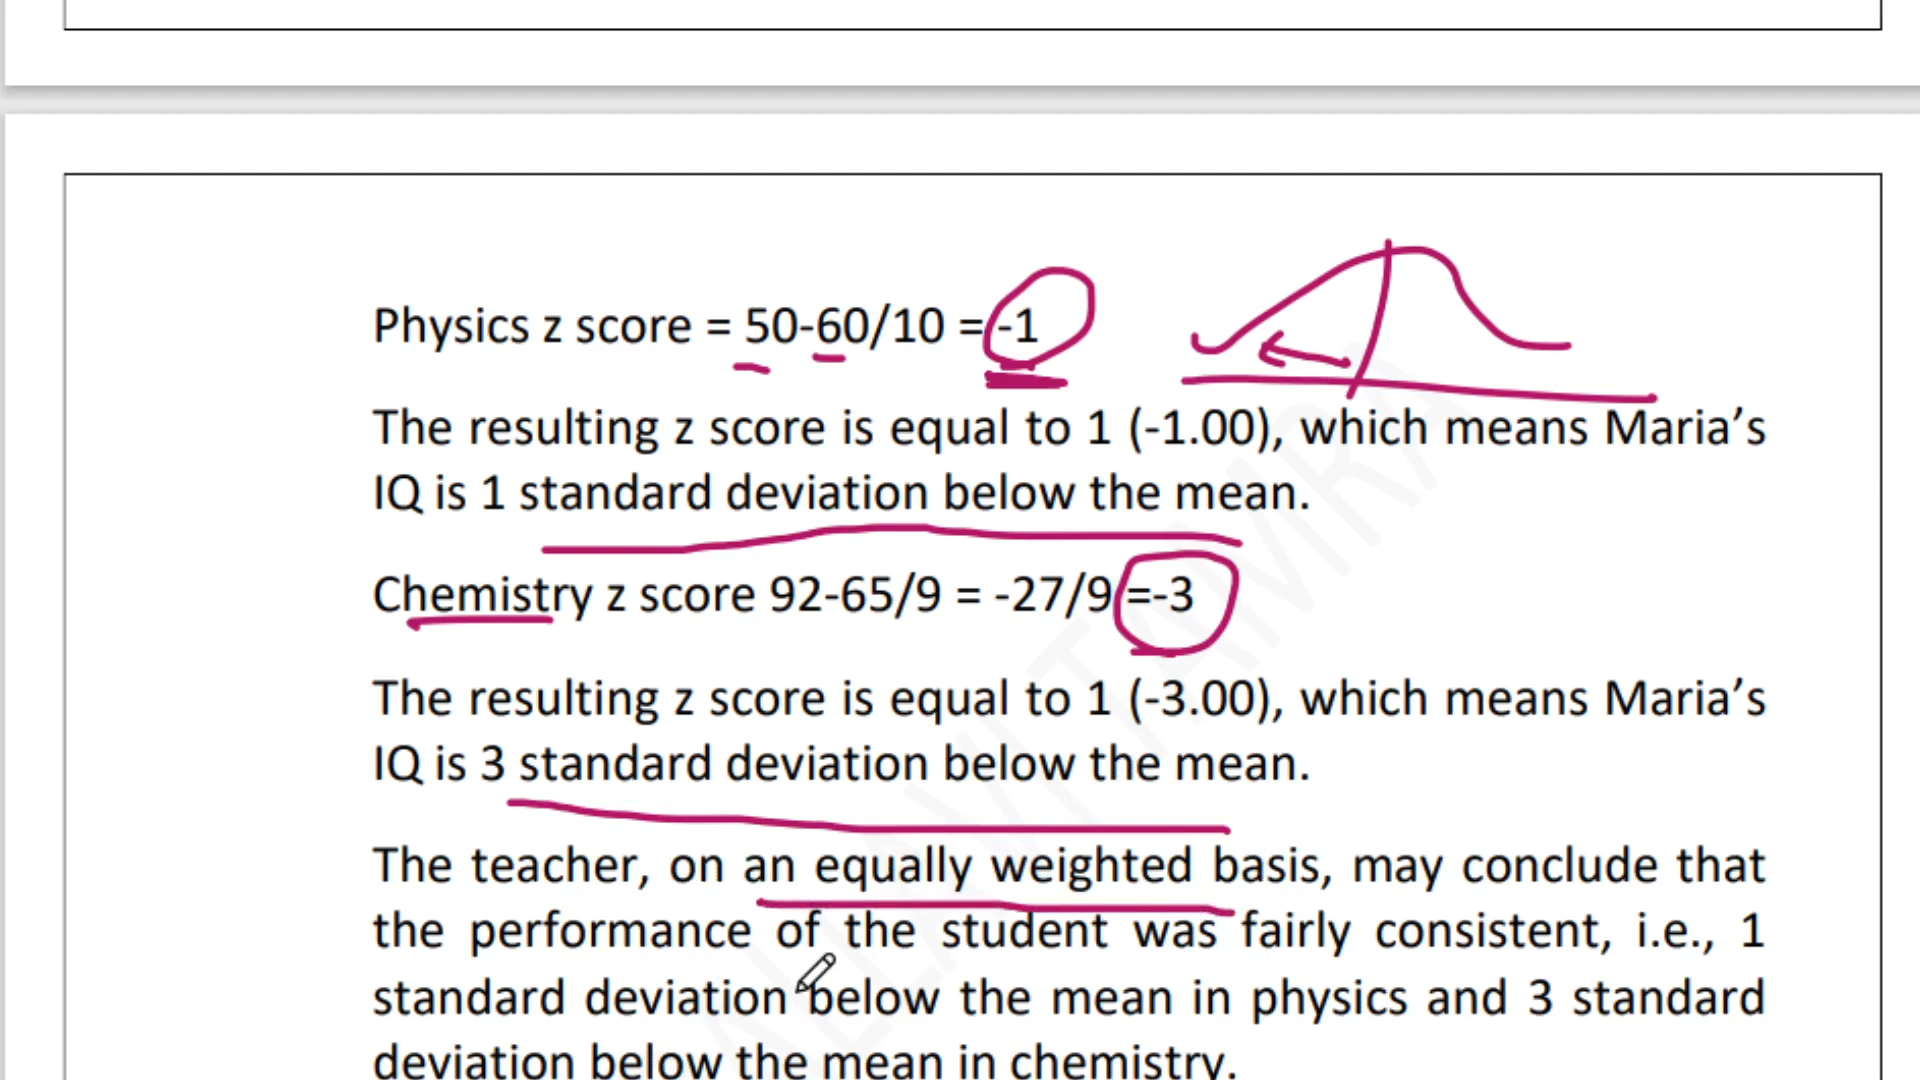 Physics z score = 50-60/10 = -1
The resulting z score is equal to 1 (-1.00), which means Maria’s
IQ is 1 standard deviation below the mean.
Chemistry z score 92-65/9 = -27/9 =-3
The resulting z score is equal to 1 (-3.00), which means Maria’s
IQ is 3 standard deviation below the mean.
The teacher, on an equally weighted basis, may conclude that
the performance of the student was fairly consistent, i.e., 1
standard deviation below the mean in physics and 3 standard
deviation below the mean in chemistry.